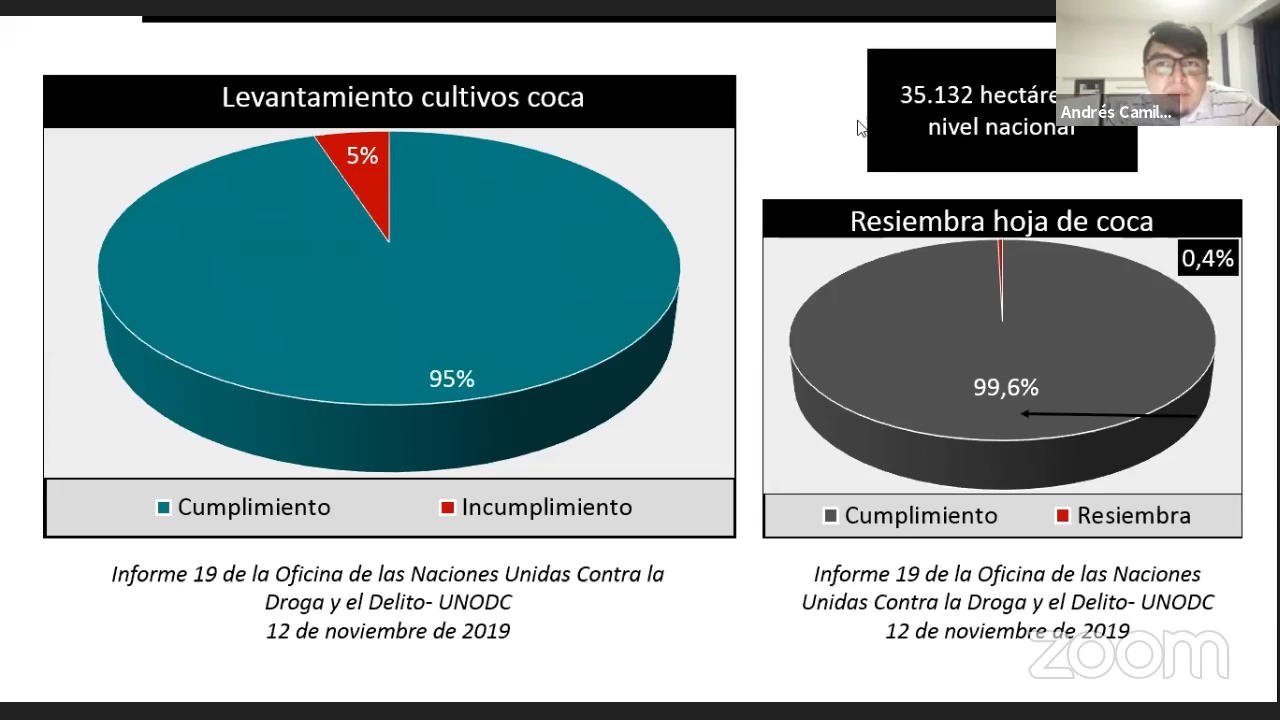 Levantamiento cultivos coca
5%
95%
Cumplimiento
Incumplimiento
Informe 19 de la Oficina de las Naciones Unidas Contra la
Droga y el Delito- UNODC
12 de noviembre de 2019
35.132
nivel nacional
Andrés Camil...
Resiembra hoja de coca
0,4%
99,6%
Cumplimiento
Resiembra
Informe 19 de la Oficina de las Naciones
Unidas Contra la Droga y el Delito- UNODC
12 de noviembre de 2019
zoom